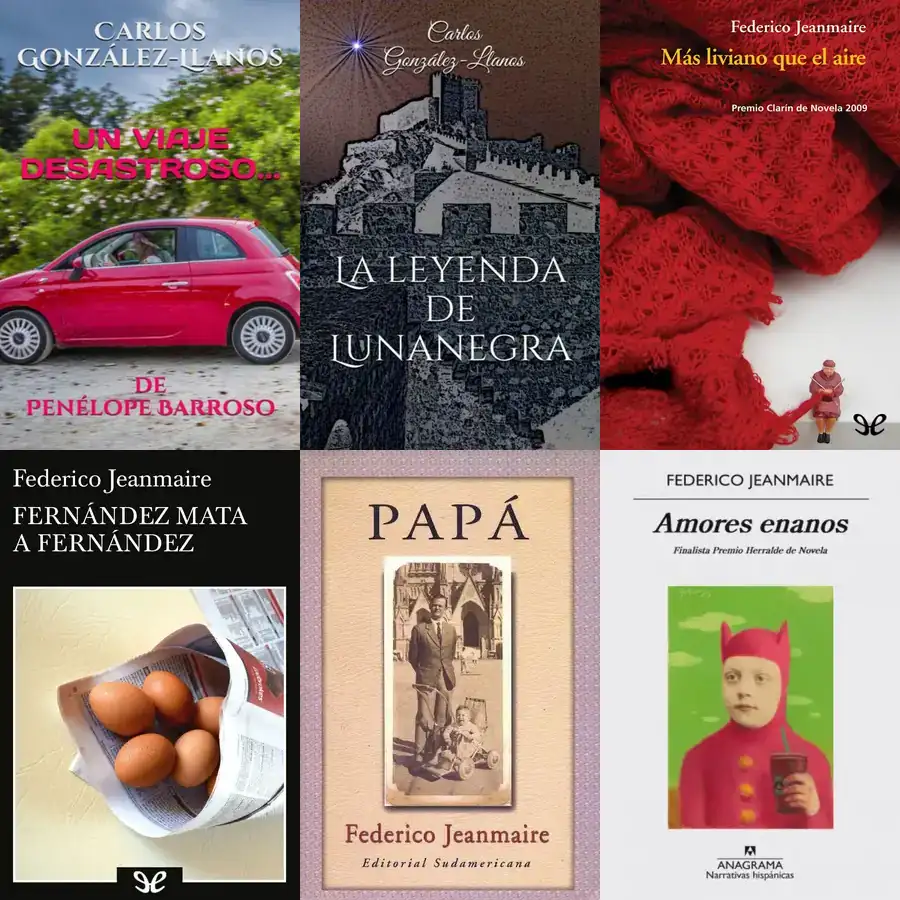 CARLOS
GONZÁLEZ-LLANOS
UN VIAJE
DESASTROSO...
DE
PENÉLOPE BARROSO
Carlos
González-Llanos
LA LEYENDA
DE
LUNANEGRA
Federico Jeanmaire
Más liviano que el aire
Premio Clarín de Novela 2009
Federico Jeanmaire
FERNÁNDEZ MATA
A FERNÁNDEZ
PAPÁ
Federico Jeanmaire
Editorial Sudamericana
FEDERICO JEANMAIRE
Amores enanos
Finalista Premio Herralde de Novela
ANAGRAMA
Narrativas hispánicas